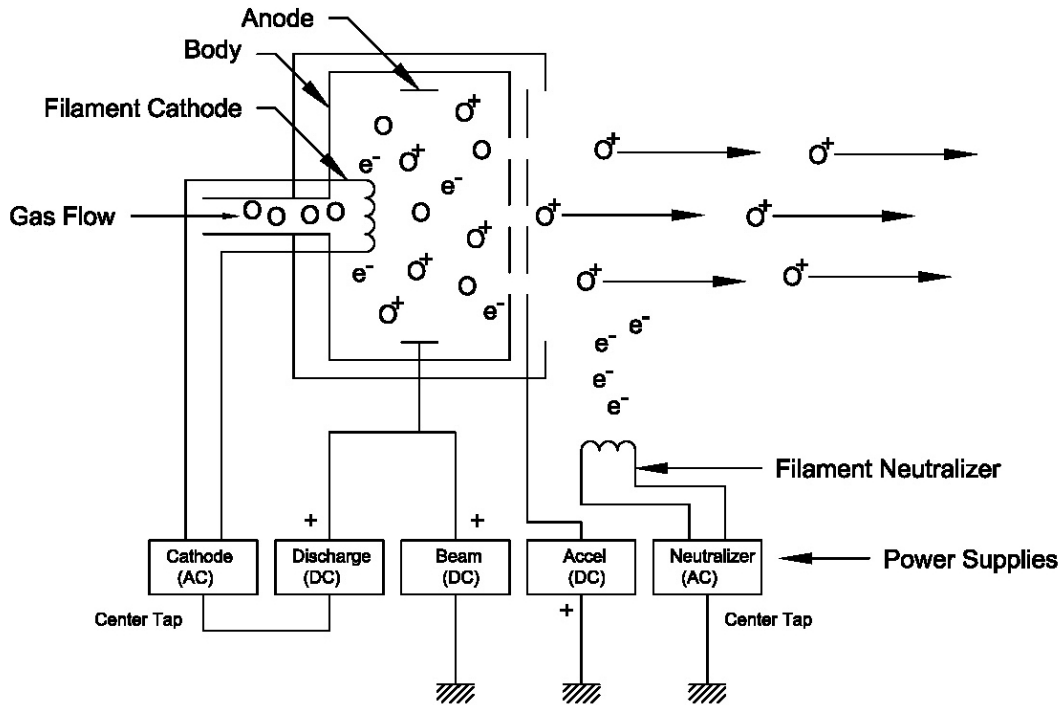 Anode
Body
Filament Cathode
Gas Flow
O
O
O
O
O
O
O
O
O⁺
O⁺
O⁺
O⁺
O⁺
e⁻
e⁻
e⁻
e⁻
O⁺
O⁺
O⁺
O⁺
O⁺
O⁺
e⁻
e⁻
e⁻
e⁻
Filament Neutralizer
+
+
Cathode
(AC)
Discharge
(DC)
Beam
(DC)
Accel
(DC)
Neutralizer
(AC)
Power Supplies
+
Center Tap
Center Tap